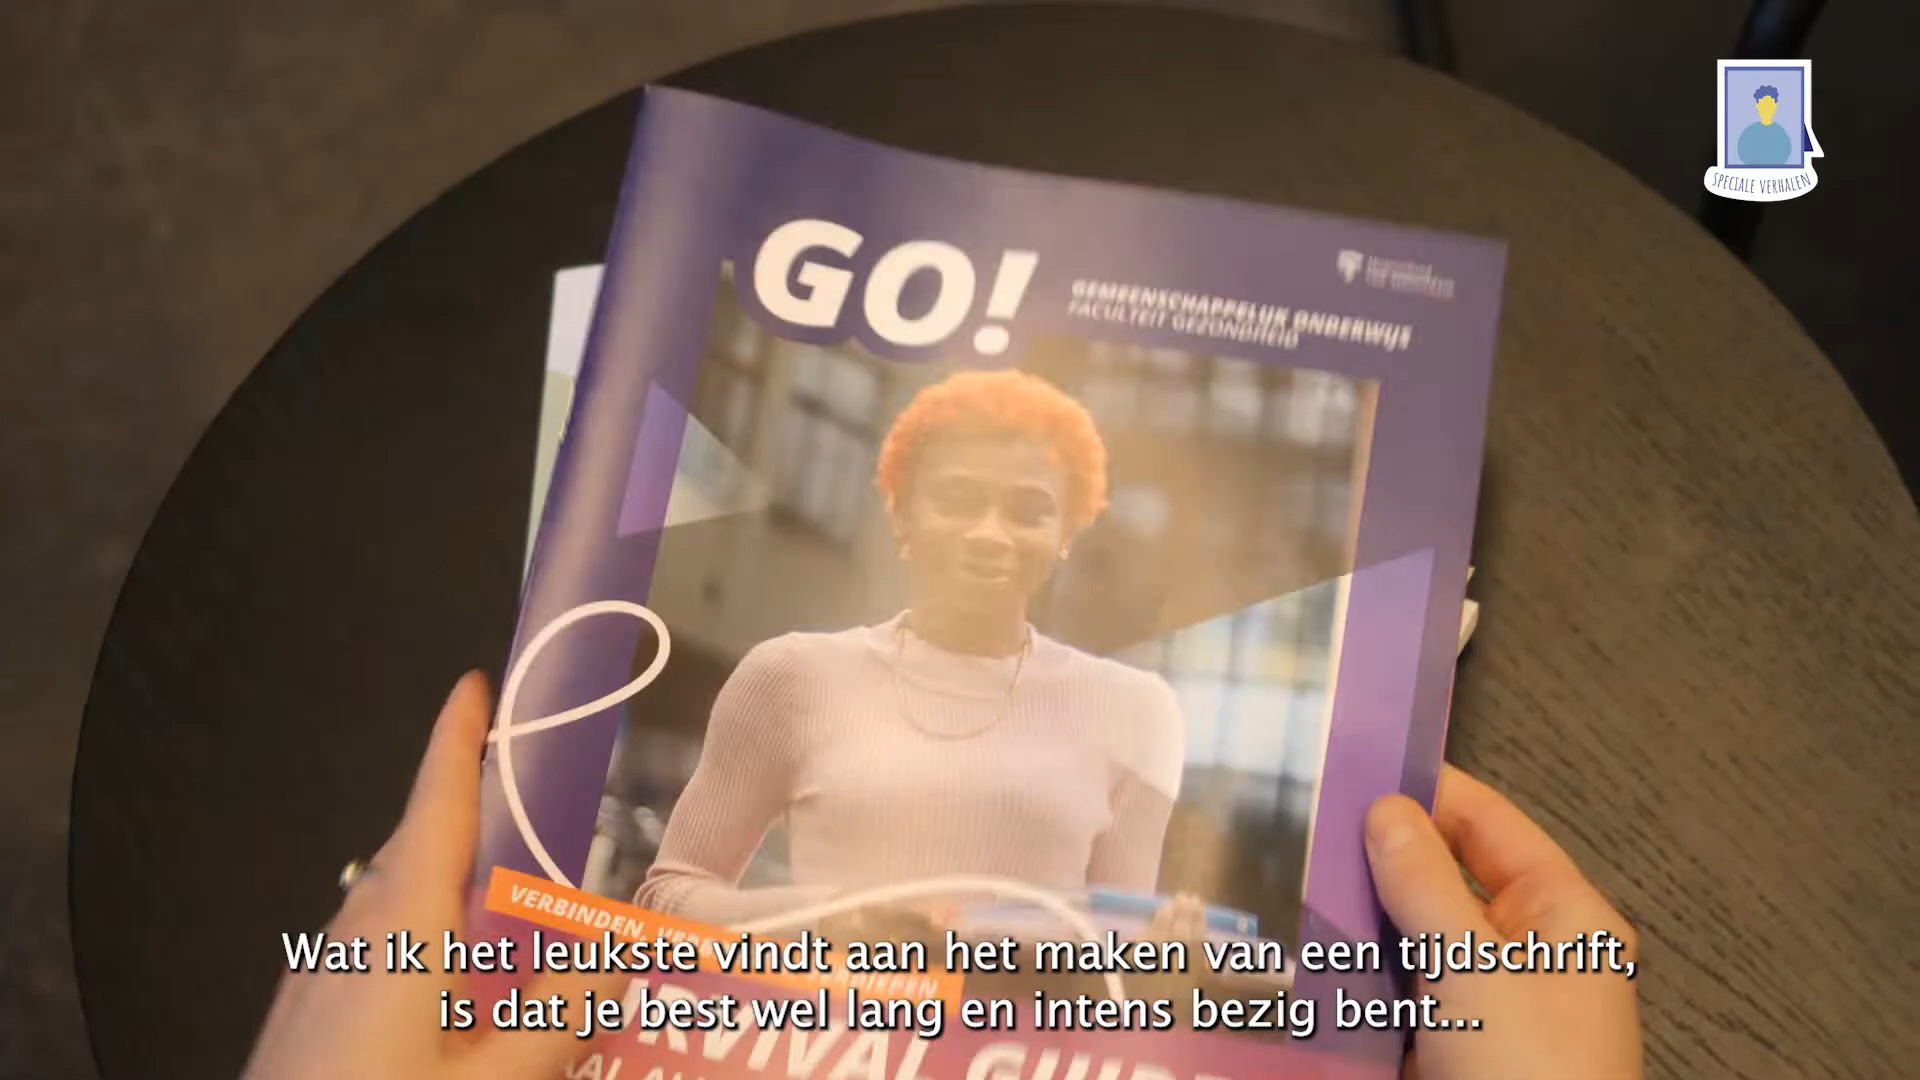 SPECIALE VERHALEN
GO!
GEMEENSCHAPPELIJK ONDERWIJS
FACULTEIT GEZONDHEID
VERBINDEN,
Wat ik het leukste vindt aan het maken van een tijdschrift,
is dat je best wel lang en intens bezig bent...